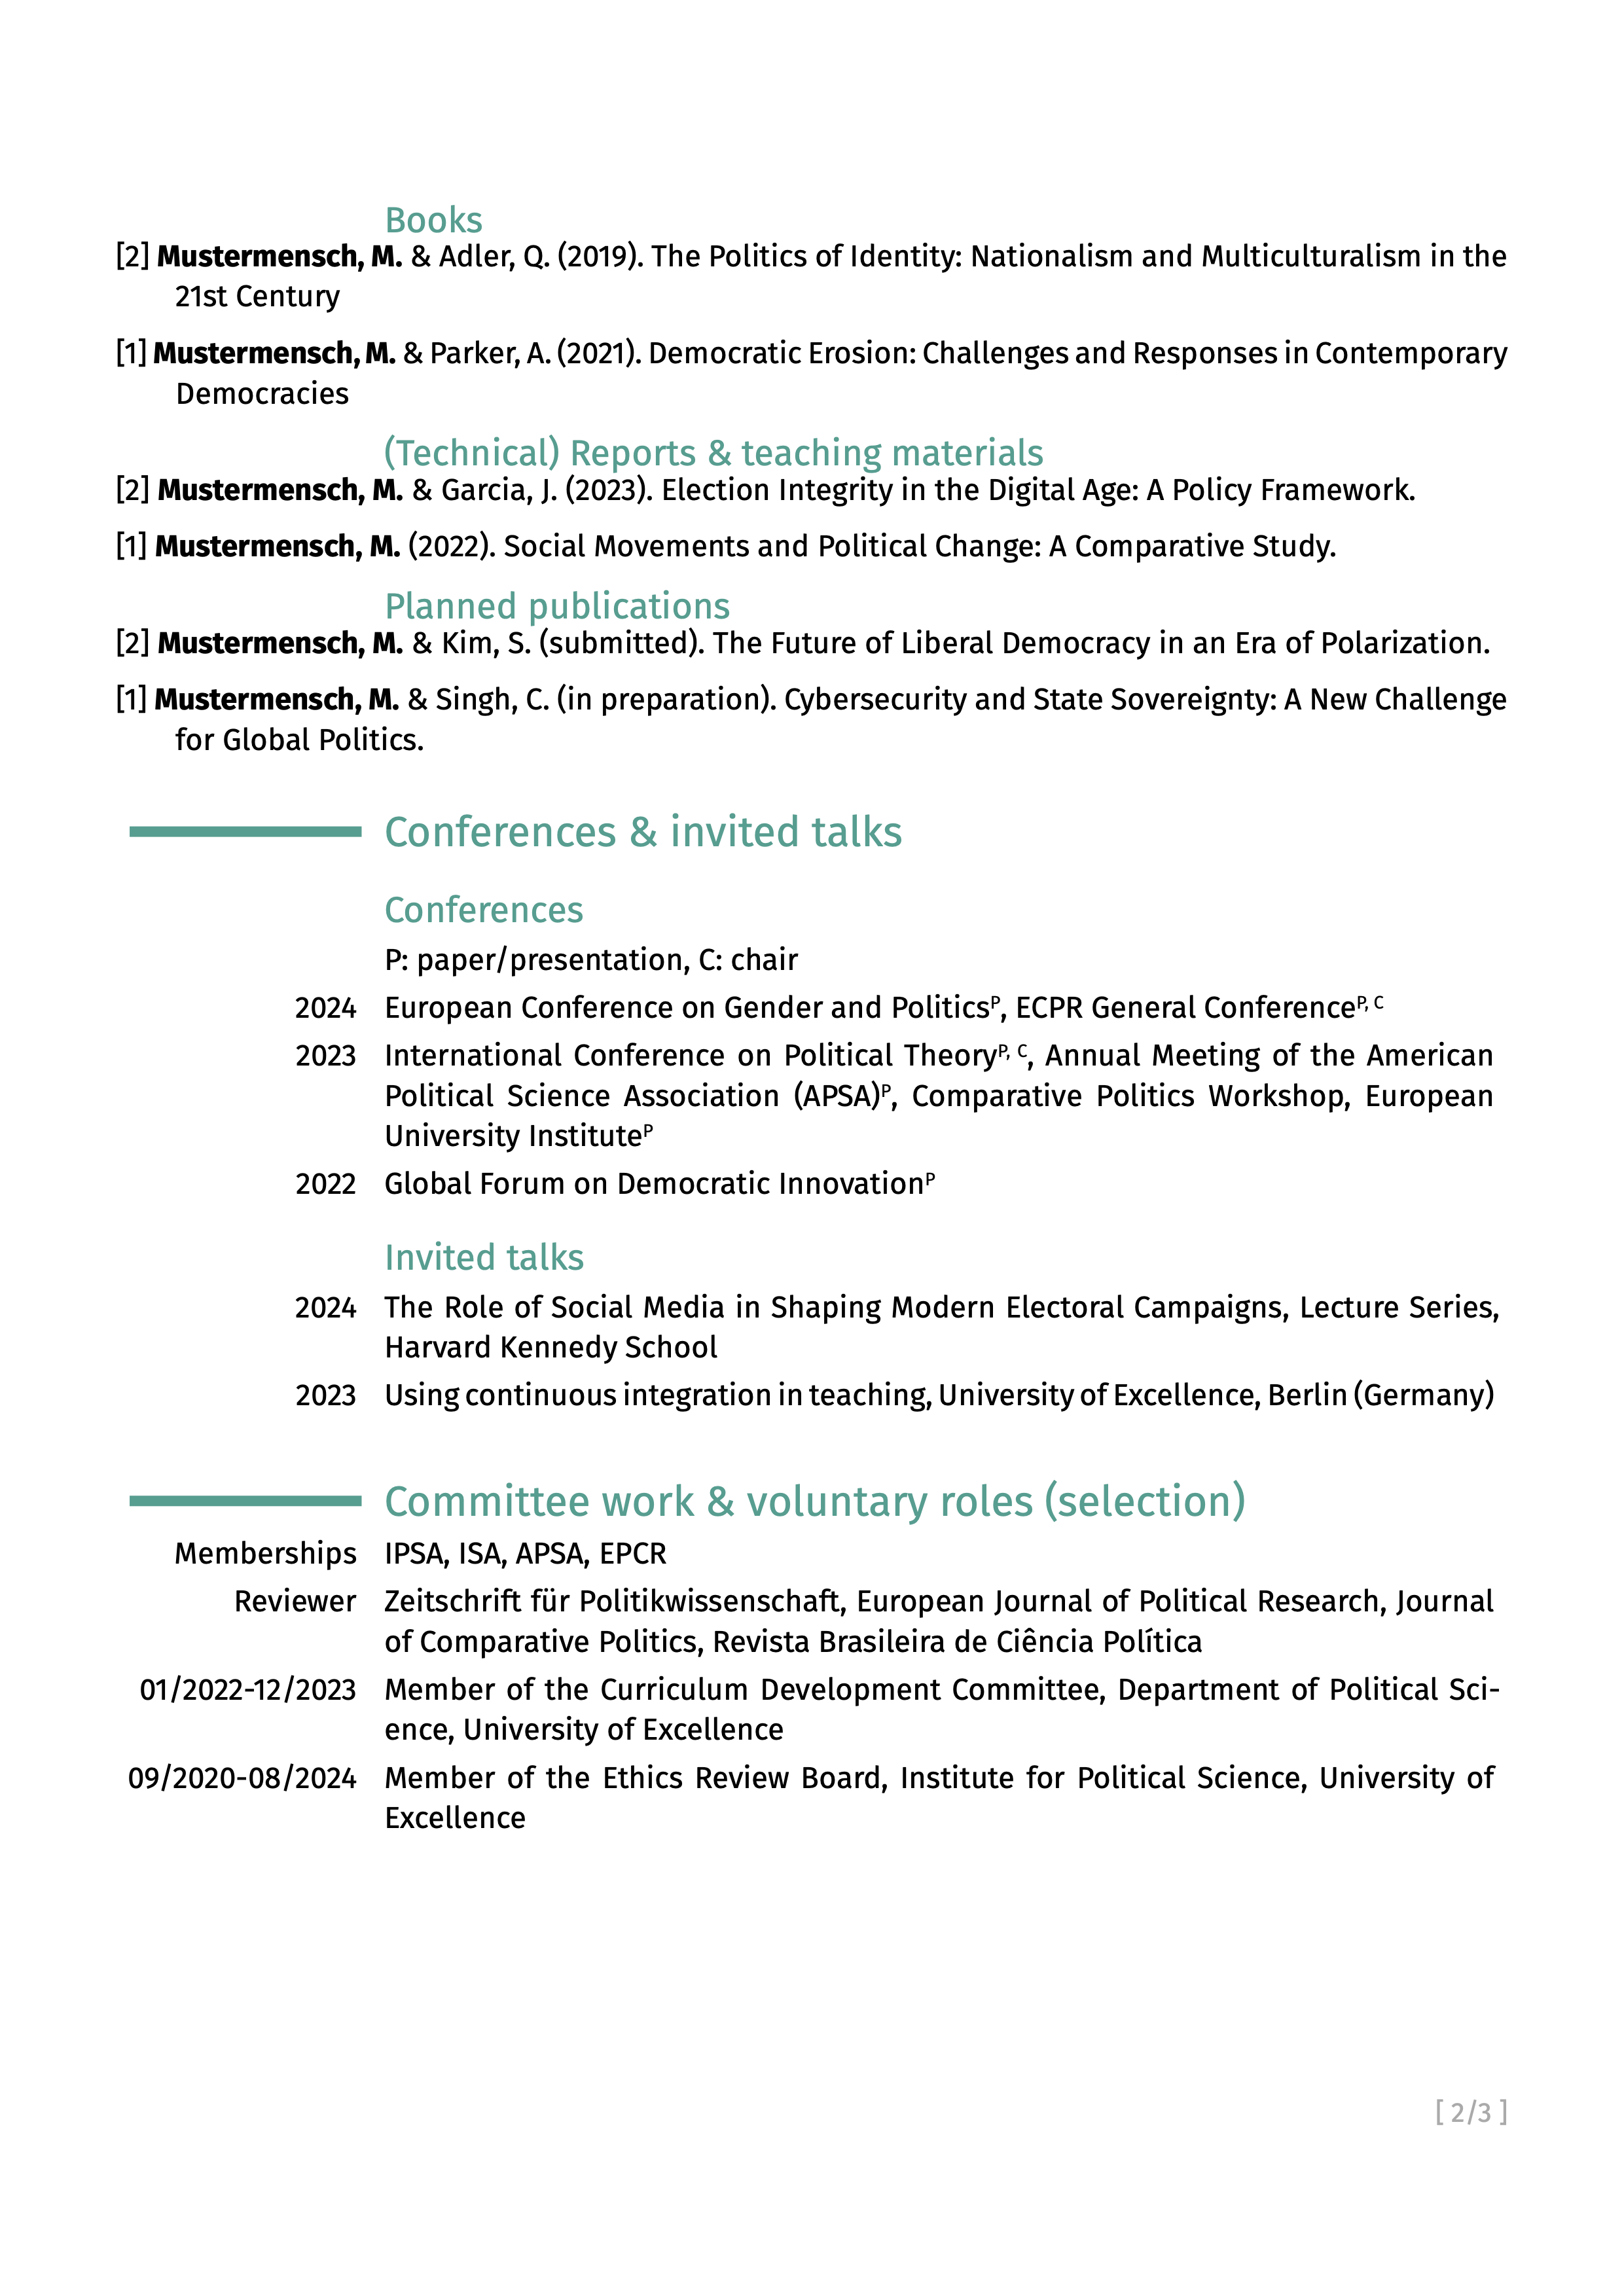 Books
[2] Mustermensch, M. & Adler, Q. (2019). The Politics of Identity: Nationalism and Multiculturalism in the
21st Century
[1] Mustermensch, M. & Parker, A. (2021). Democratic Erosion: Challenges and Responses in Contemporary
Democracies
(Technical) Reports & teaching materials
[2] Mustermensch, M. & Garcia, J. (2023). Election Integrity in the Digital Age: A Policy Framework.
[1] Mustermensch, M. (2022). Social Movements and Political Change: A Comparative Study.
Planned publications
[2] Mustermensch, M. & Kim, S. (submitted). The Future of Liberal Democracy in an Era of Polarization.
[1] Mustermensch, M. & Singh, C. (in preparation). Cybersecurity and State Sovereignty: A New Challenge
for Global Politics.
Conferences & invited talks
Conferences
P: paper/presentation, C: chair
2024 European Conference on Gender and Politicsᴾ, ECPR General Conferenceᴾ, ᶜ
2023 International Conference on Political Theoryᴾ, ᶜ, Annual Meeting of the American
Political Science Association (APSA)ᴾ, Comparative Politics Workshop, European
University Instituteᴾ
2022 Global Forum on Democratic Innovationᴾ
Invited talks
2024 The Role of Social Media in Shaping Modern Electoral Campaigns, Lecture Series,
Harvard Kennedy School
2023 Using continuous integration in teaching, University of Excellence, Berlin (Germany)
Committee work & voluntary roles (selection)
Memberships IPSA, ISA, APSA, EPCR
Reviewer Zeitschrift für Politikwissenschaft, European Journal of Political Research, Journal
of Comparative Politics, Revista Brasileira de Ciência Política
01/2022-12/2023 Member of the Curriculum Development Committee, Department of Political Sci-
ence, University of Excellence
09/2020-08/2024 Member of the Ethics Review Board, Institute for Political Science, University of
Excellence
[ 2/3 ]